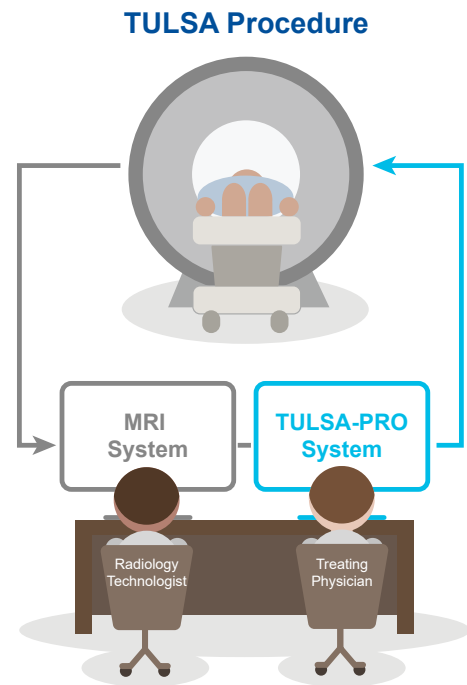 TULSA Procedure
MRI
System
TULSA-PRO
System
Radiology
Technologist
Treating
Physician